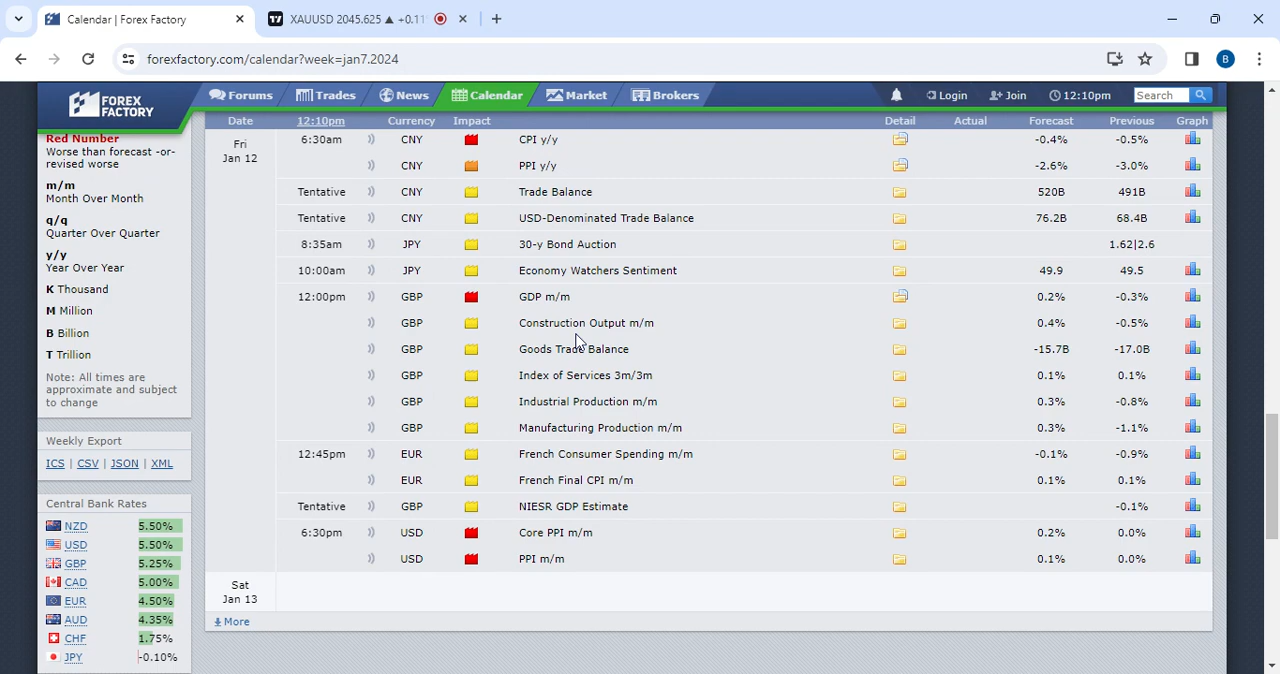 Calendar | Forex Factory
XAUUSD 2045.625 ▲ +0.11
forexfactory.com/calendar?week=jan7.2024
B
FOREX
FACTORY
Forums
Trades
News
Calendar
Market
Brokers
Login
Join
12:10pm
Search
Date 12:10pm Currency Impact Detail Actual Forecast Previous Graph
Red Number
Worse than forecast -or-
revised worse
m/m
Month Over Month
q/q
Quarter Over Quarter
y/y
Year Over Year
K Thousand
M Million
B Billion
T Trillion
Note: All times are
approximate and subject
to change
Weekly Export
ICS | CSV | JSON | XML
Central Bank Rates
NZD 5.50%
USD 5.50%
GBP 5.25%
CAD 5.00%
EUR 4.50%
AUD 4.35%
CHF 1.75%
JPY -0.10%
Fri
Jan 12
6:30am CNY CPI y/y -0.4% -0.5%
CNY PPI y/y -2.6% -3.0%
Tentative CNY Trade Balance 520B 491B
Tentative CNY USD-Denominated Trade Balance 76.2B 68.4B
8:35am JPY 30-y Bond Auction 1.62|2.6
10:00am JPY Economy Watchers Sentiment 49.9 49.5
12:00pm GBP GDP m/m 0.2% -0.3%
GBP Construction Output m/m 0.4% -0.5%
GBP Goods Trade Balance -15.7B -17.0B
GBP Index of Services 3m/3m 0.1% 0.1%
GBP Industrial Production m/m 0.3% -0.8%
GBP Manufacturing Production m/m 0.3% -1.1%
12:45pm EUR French Consumer Spending m/m -0.1% -0.9%
EUR French Final CPI m/m 0.1% 0.1%
Tentative GBP NIESR GDP Estimate -0.1%
6:30pm USD Core PPI m/m 0.2% 0.0%
USD PPI m/m 0.1% 0.0%
Sat
Jan 13
More